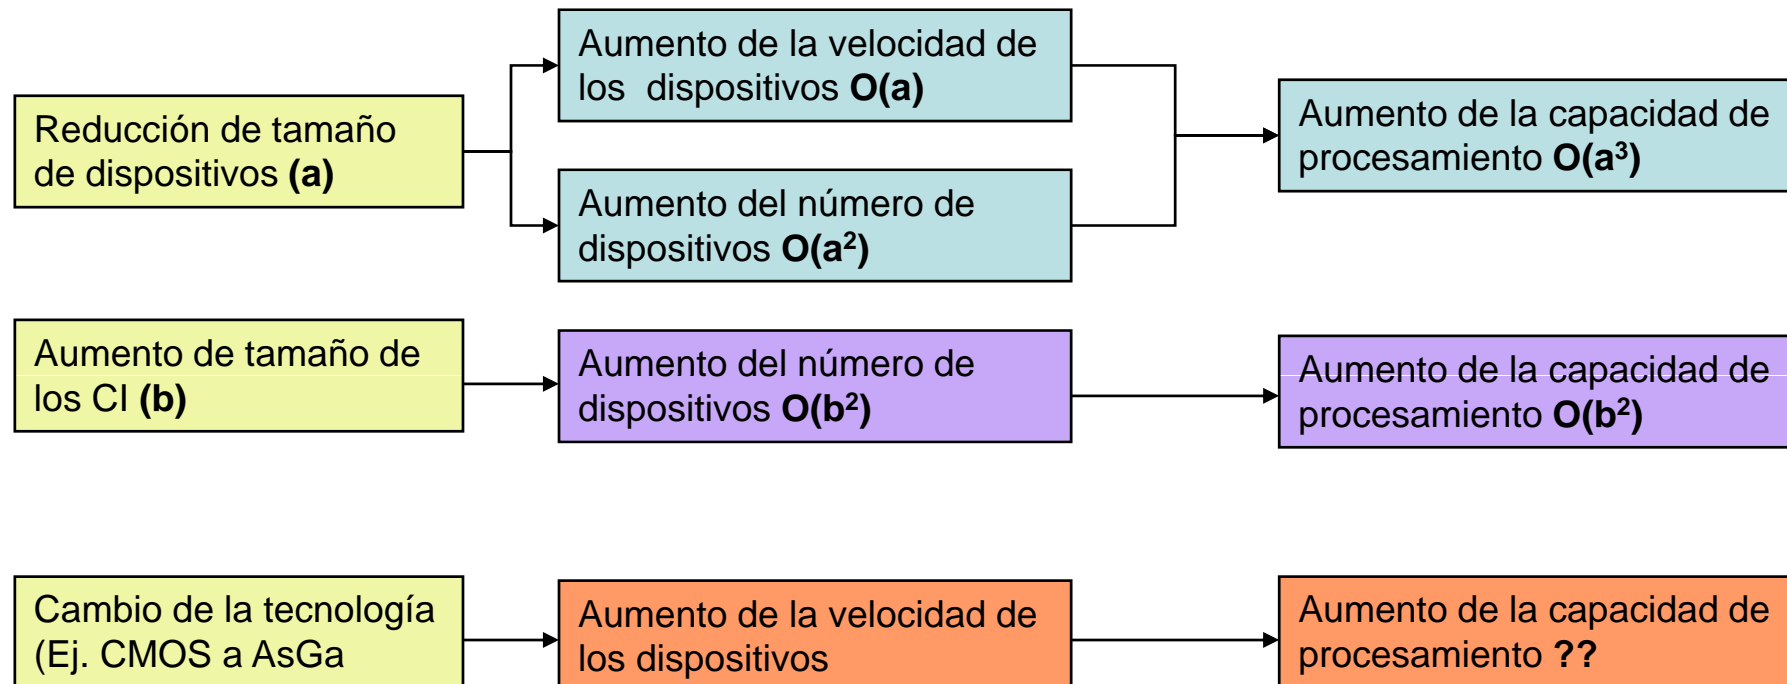 Reducción de tamaño
de dispositivos (a)
Aumento de la velocidad de
los dispositivos O(a)
Aumento del número de
dispositivos O(a²)
Aumento de la capacidad de
procesamiento O(a³)
Aumento de tamaño de
los CI (b)
Aumento del número de
dispositivos O(b²)
Aumento de la capacidad de
procesamiento O(b²)
Cambio de la tecnología
(Ej. CMOS a AsGa
Aumento de la velocidad de
los dispositivos
Aumento de la capacidad de
procesamiento ??